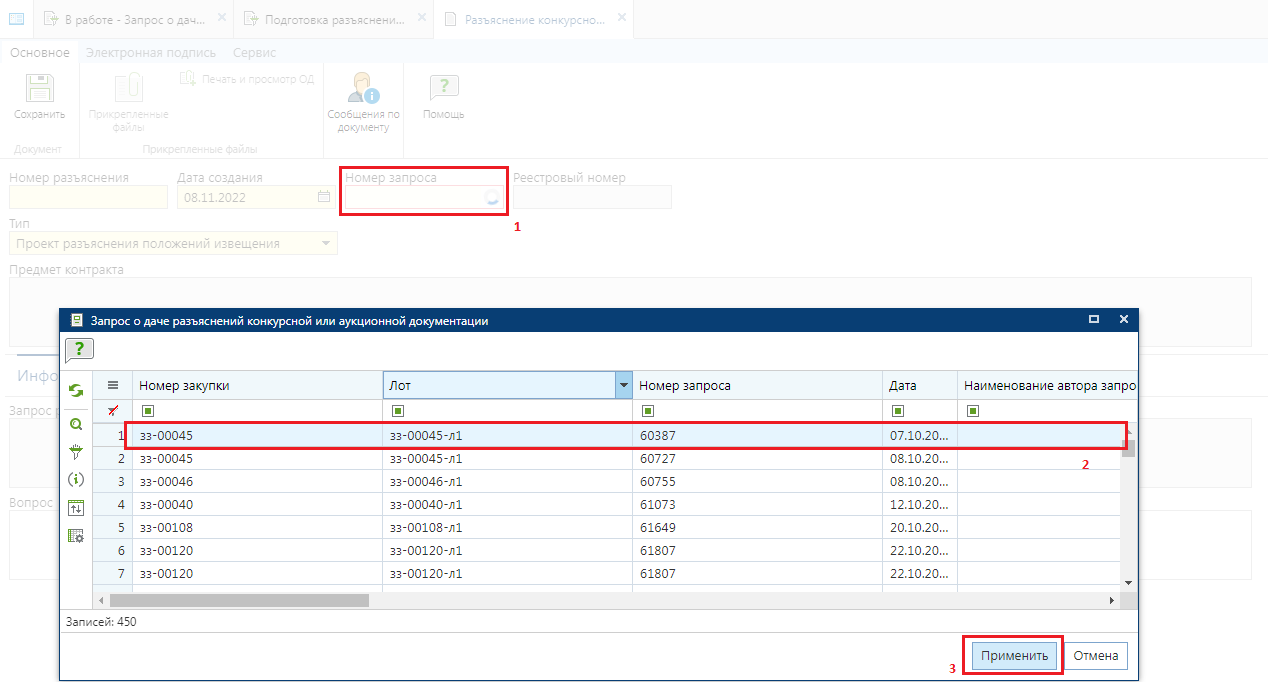 В работе - Запрос о дач...
Подготовка разъяснени...
Разъяснение конкурсно...
Основное
Электронная подпись
Сервис
Сохранить
Прикрепленные
файлы
Печать и просмотр ОД
Сообщения по
документу
Помощь
Документ
Прикрепленные файлы
Номер разъяснения
Дата создания
Номер запроса
Реестровый номер
08.11.2022
1
Тип
Проект разъяснения положений извещения
Предмет контракта
Инфо
Запрос р
Вопрос
Запрос о даче разъяснений конкурсной или аукционной документации
Номер закупки Лот Номер запроса Дата Наименование автора запро
1 зз-00045 зз-00045-л1 60387 07.10.20...
2 зз-00045 зз-00045-л1 60727 08.10.20...
2
3 зз-00046 зз-00046-л1 60755 08.10.20...
4 зз-00040 зз-00040-л1 61073 12.10.20...
5 зз-00108 зз-00108-л1 61649 20.10.20...
6 зз-00120 зз-00120-л1 61807 22.10.20...
7 зз-00120 зз-00120-л1 61807 22.10.20...
Записей: 450
3
Применить
Отмена